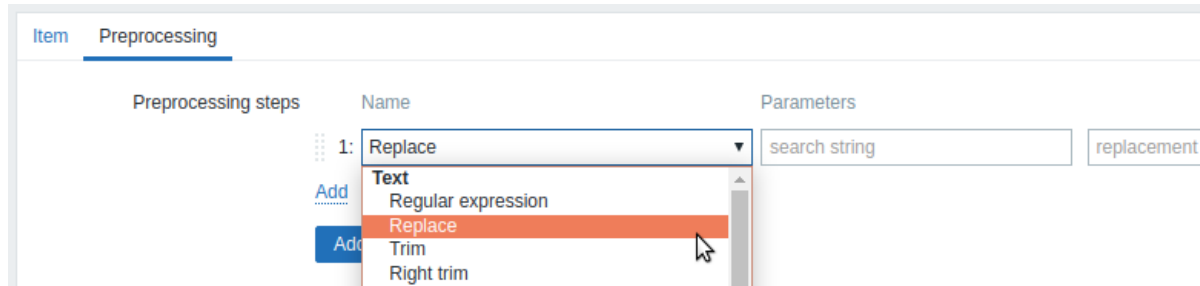 Item Preprocessing
Preprocessing steps Name Parameters
1: Replace search string replacement
Text
Add
Regular expression
Replace
Add
Trim
Right trim